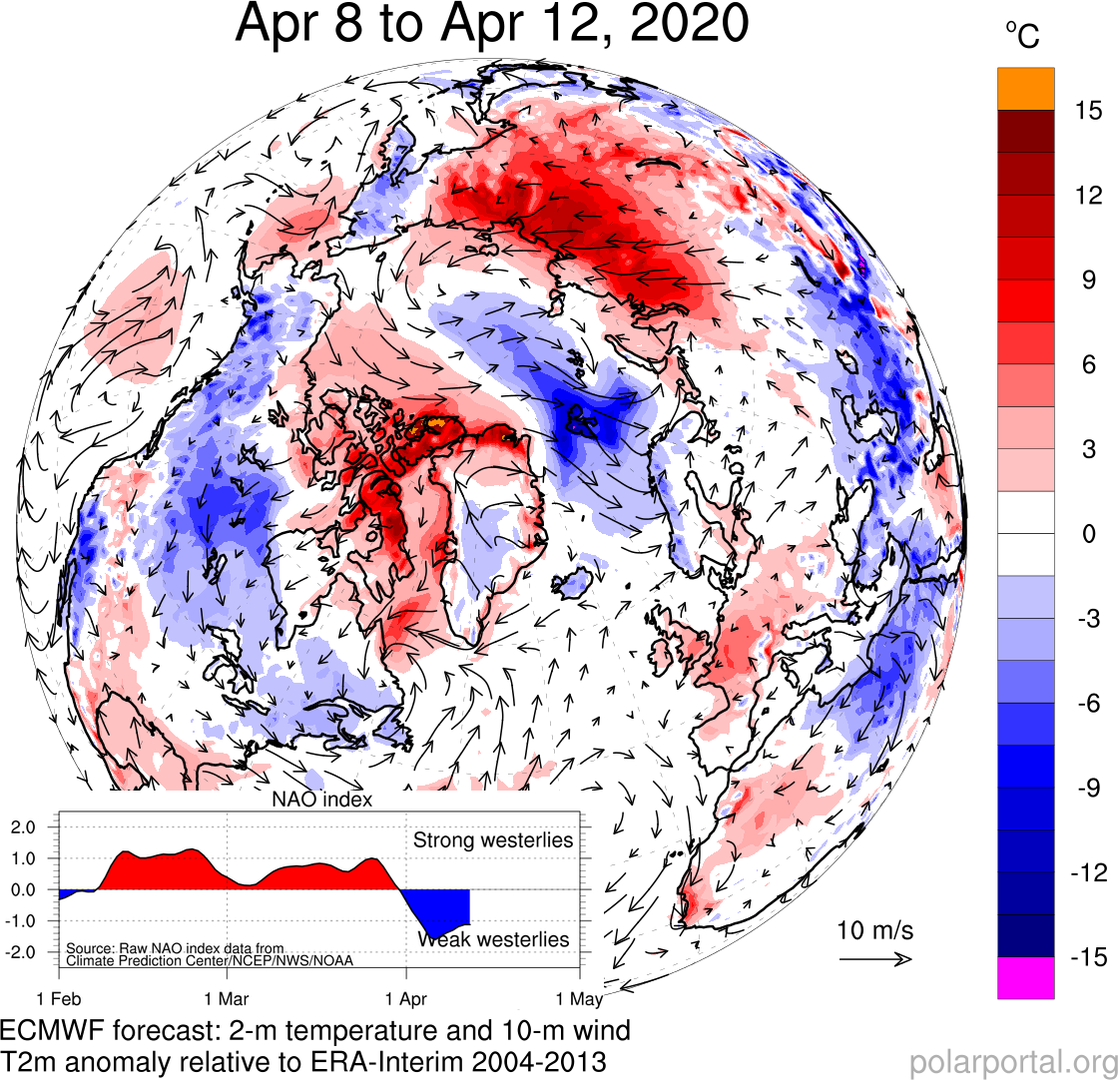 Apr 8 to Apr 12, 2020
°C
15
12
9
6
3
0
-3
-6
-9
-12
-15
10 m/s
NAO index
2.0
1.0
0.0
-1.0
-2.0
Strong westerlies
Weak westerlies
Source: Raw NAO index data from
Climate Prediction Center/NCEP/NWS/NOAA
1 Feb
1 Mar
1 Apr
1 May
ECMWF forecast: 2-m temperature and 10-m wind
T2m anomaly relative to ERA-Interim 2004-2013
polarportal.org